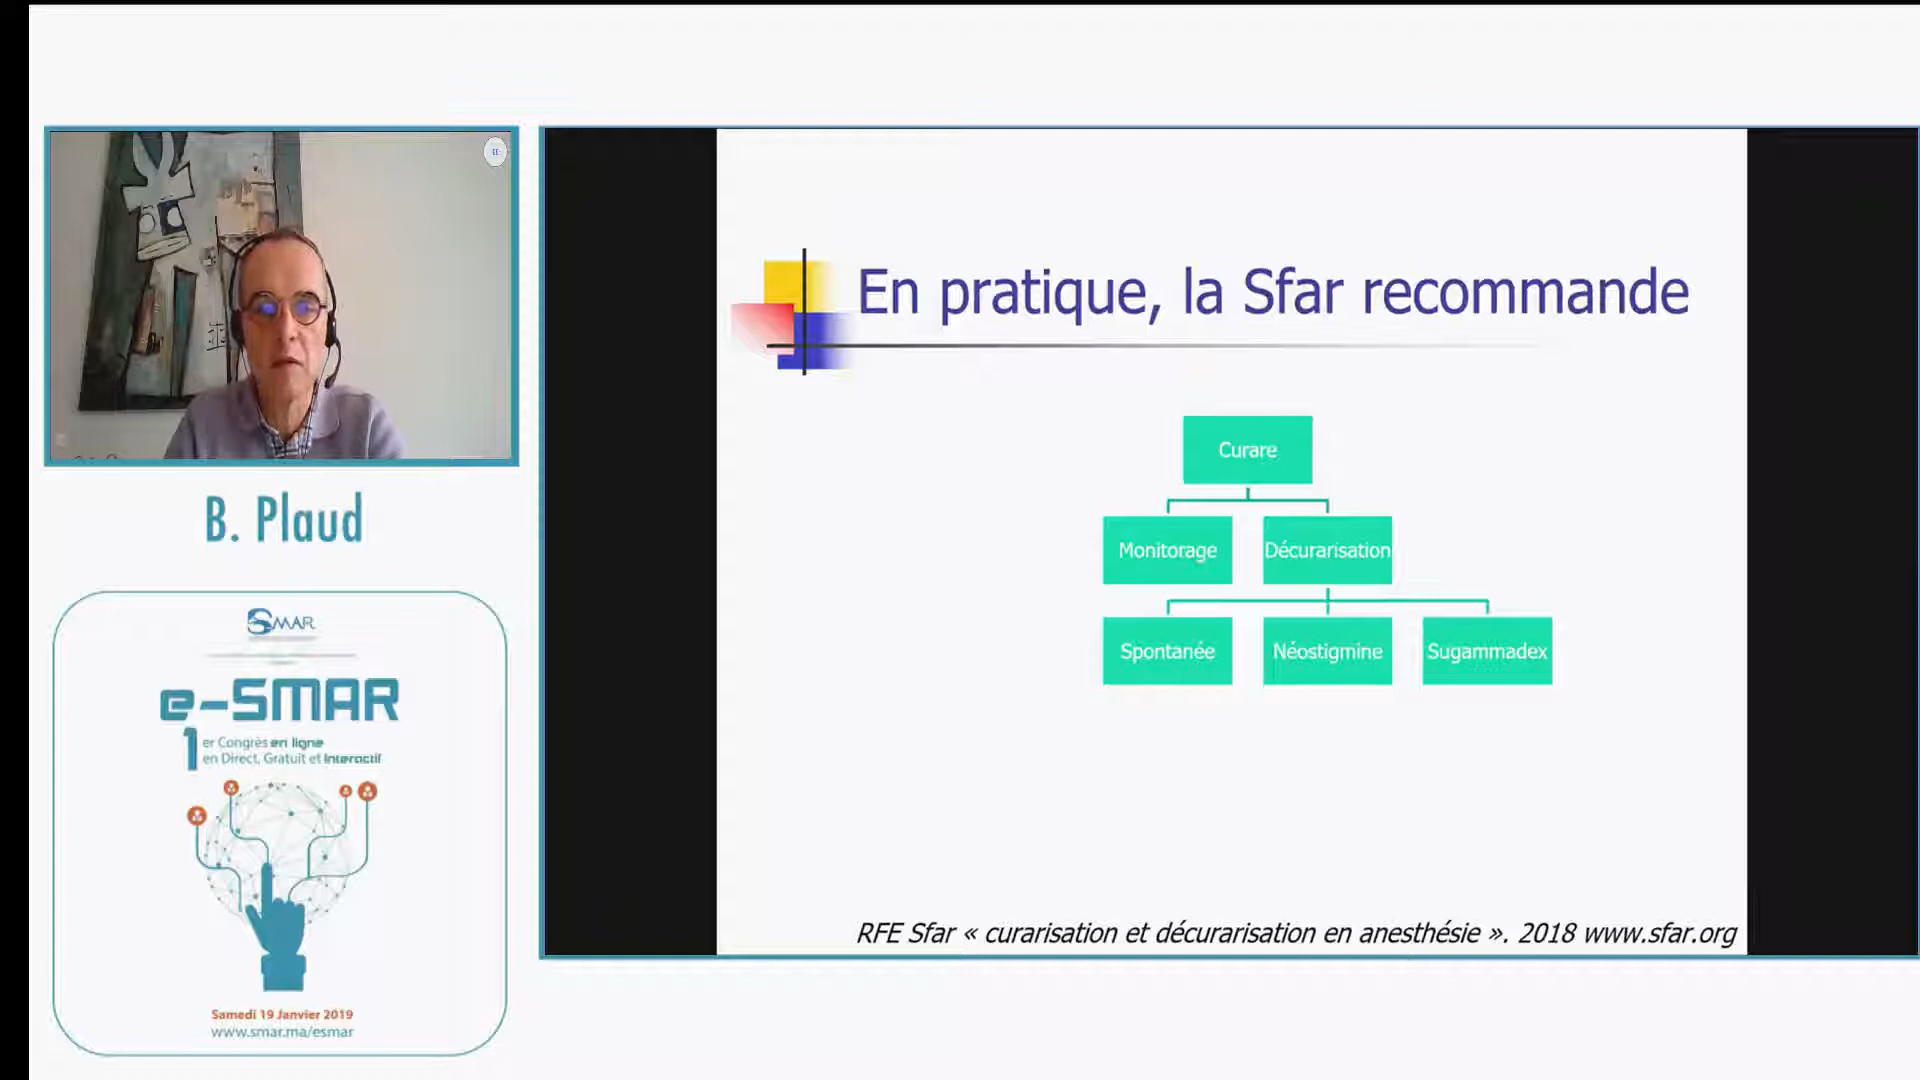 B. Plaud
SMAR
e-SMAR
1er Congrès en ligne
en Direct, Gratuit et Interactif
Samedi 19 Janvier 2019
www.smar.ma/esmar
En pratique, la Sfar recommande
Curare
Monitorage
Décurarisation
Spontanée
Néostigmine
Sugammadex
RFE Sfar « curarisation et décurarisation en anesthésie ». 2018 www.sfar.org